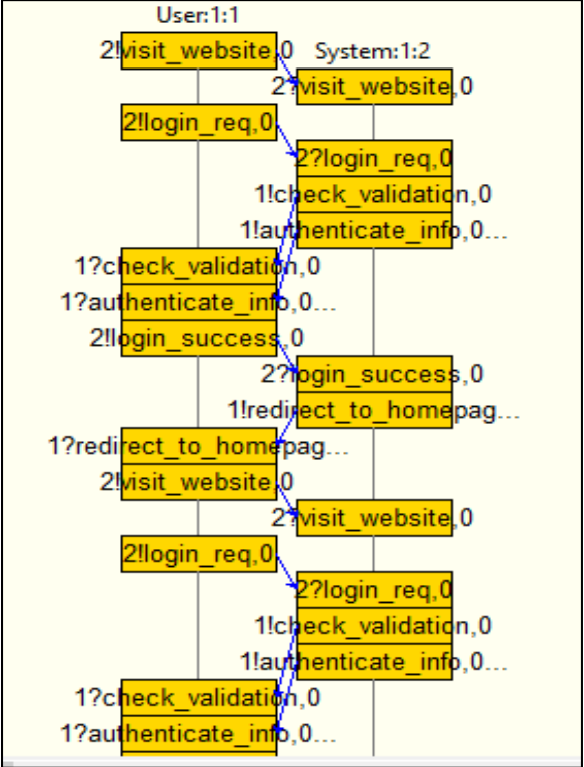 User:1:1
2!visit_website,0
System:1:2
2?visit_website,0
2!login_req,0
2?login_req,0
1!check_validation,0
1!authenticate_info,0...
1?check_validation,0
1?authenticate_info,0...
2!login_success,0
2?login_success,0
1!redirect_to_homepag...
1?redirect_to_homepag...
2!visit_website,0
2?visit_website,0
2!login_req,0
2?login_req,0
1!check_validation,0
1!authenticate_info,0...
1?check_validation,0
1?authenticate_info,0...